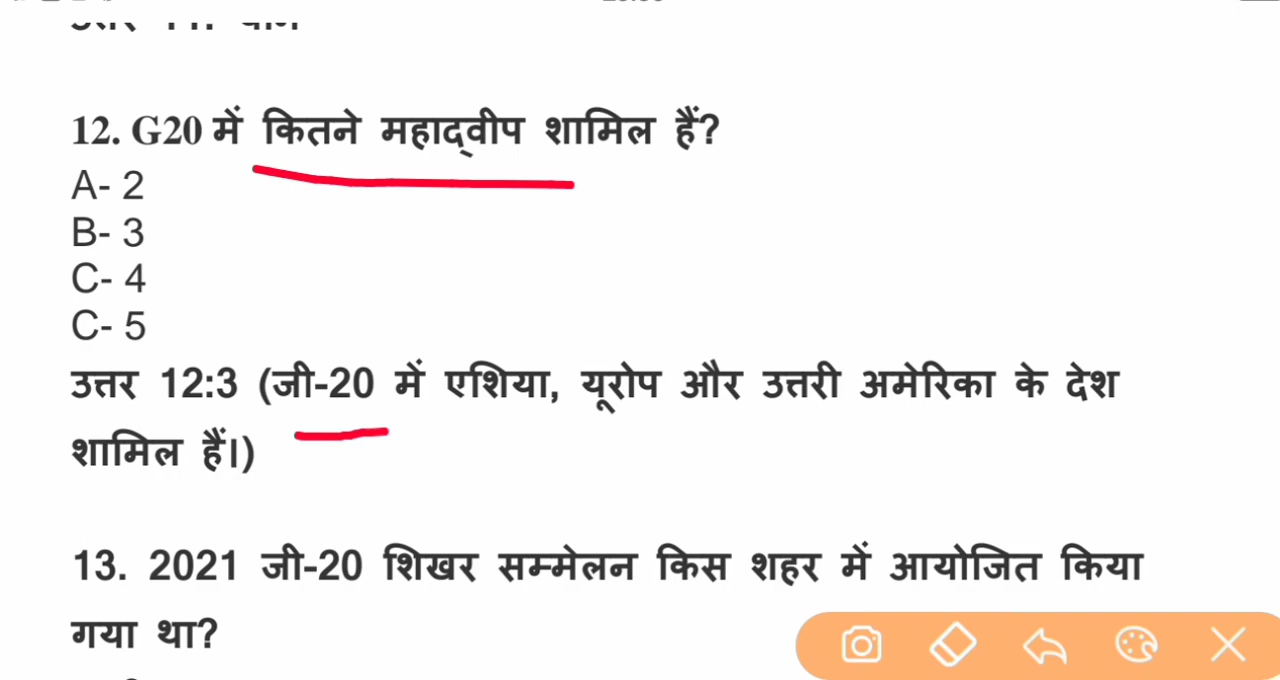 12. G20 में कितने महाद्वीप शामिल हैं?
A- 2
B- 3
C- 4
C- 5
उत्तर 12:3 (जी-20 में एशिया, यूरोप और उत्तरी अमेरिका के देश
शामिल हैं।)
13. 2021 जी-20 शिखर सम्मेलन किस शहर में आयोजित किया
गया था?